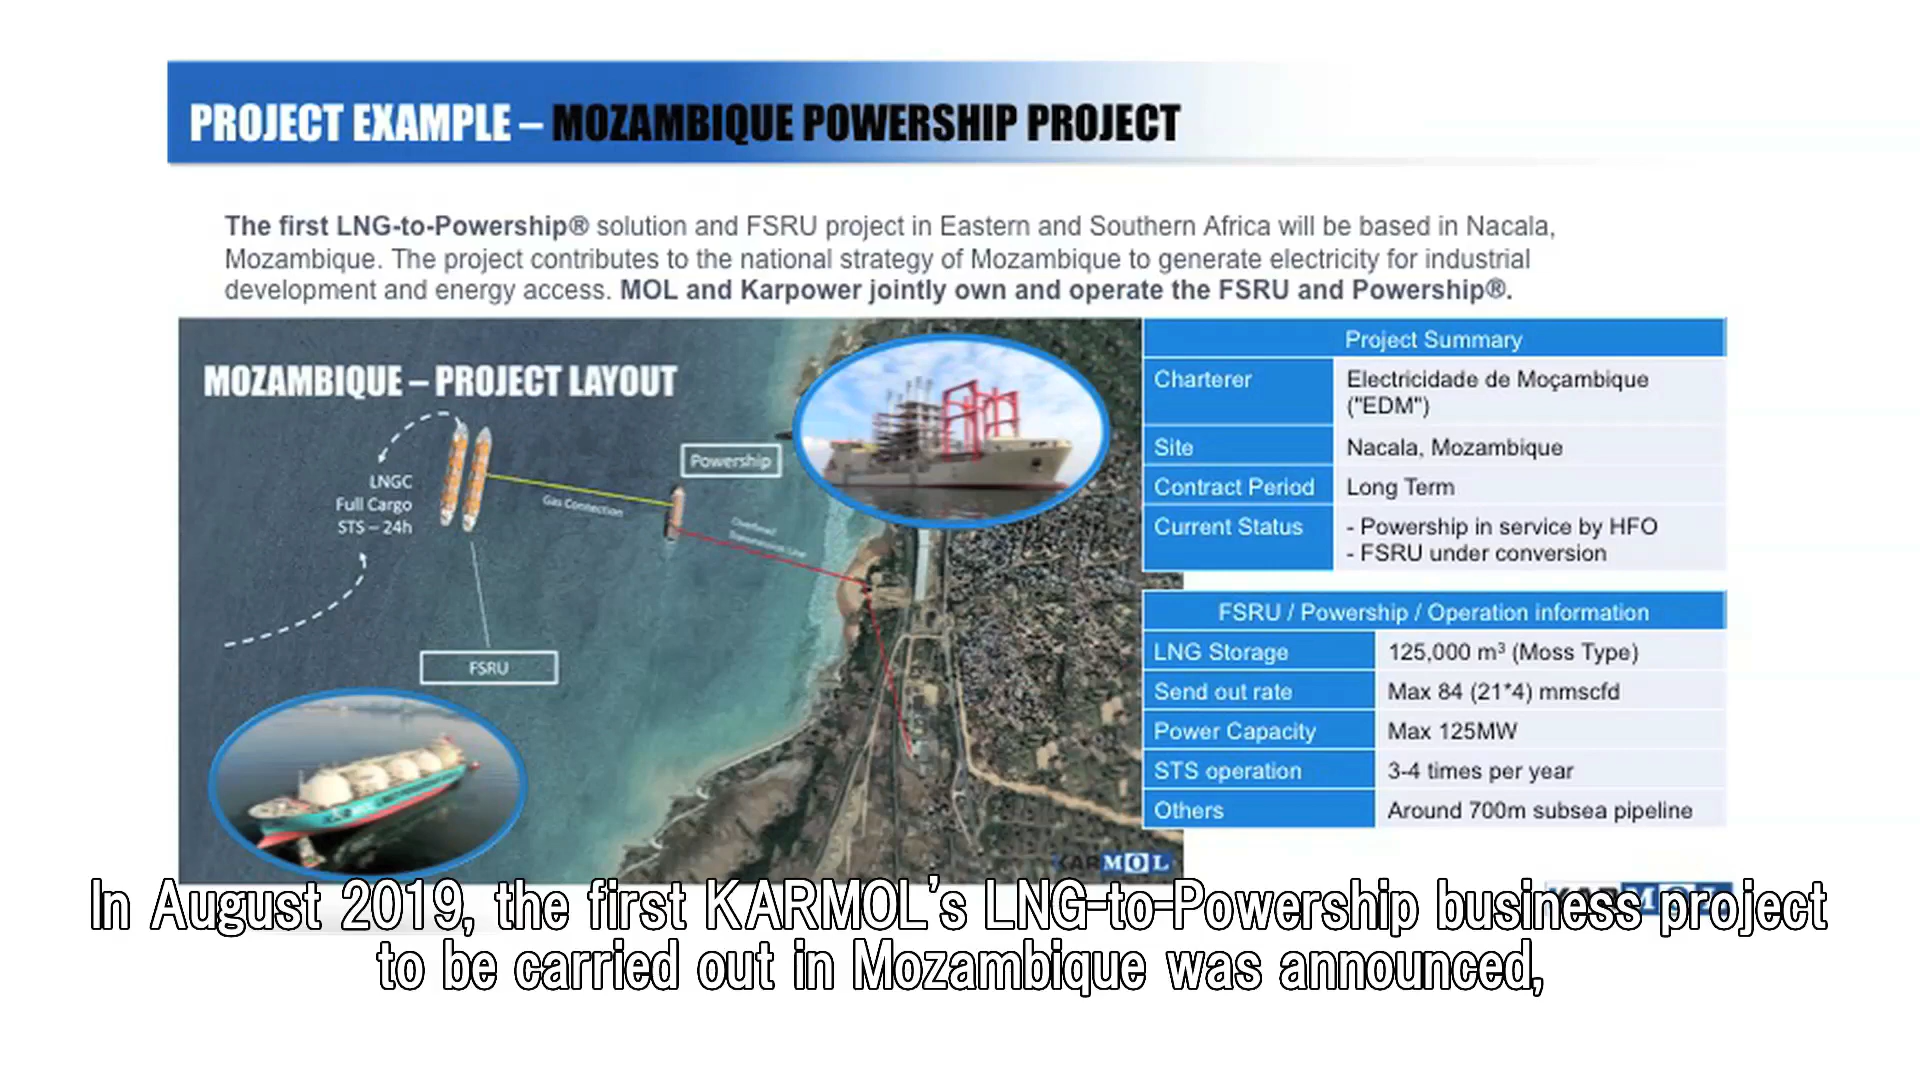 PROJECT EXAMPLE – MOZAMBIQUE POWERSHIP PROJECT
The first LNG-to-Powership® solution and FSRU project in Eastern and Southern Africa will be based in Nacala,
Mozambique. The project contributes to the national strategy of Mozambique to generate electricity for industrial
development and energy access. MOL and Karpower jointly own and operate the FSRU and Powership®.
MOZAMBIQUE – PROJECT LAYOUT
LNGC
Full Cargo
STS – 24h
Gas Connection
Powership
Overhead
Transmission Line
FSRU
KARMOL
Project Summary
Charterer
Electricidade de Moçambique
("EDM")
Site
Nacala, Mozambique
Contract Period
Long Term
Current Status
- Powership in service by HFO
- FSRU under conversion
FSRU / Powership / Operation information
LNG Storage
125,000 m³ (Moss Type)
Send out rate
Max 84 (21*4) mmscfd
Power Capacity
Max 125MW
STS operation
3-4 times per year
Others
Around 700m subsea pipeline
KARMOL
In August 2019, the first KARMOL's LNG-to-Powership business project
to be carried out in Mozambique was announced,